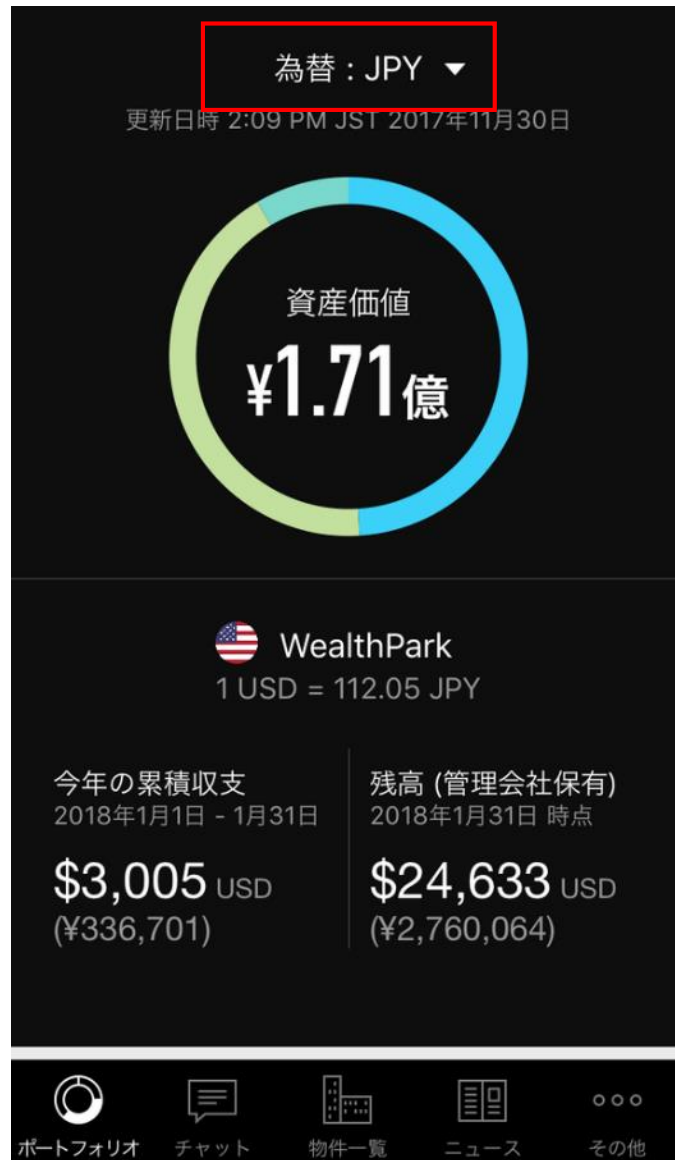 為替：JPY ▼
更新日時 2:09 PM JST 2017年11月30日
資産価値
¥1.71億
WealthPark
1 USD = 112.05 JPY
今年の累積収支
2018年1月1日 - 1月31日
$3,005 USD
(¥336,701)
残高 (管理会社保有)
2018年1月31日 時点
$24,633 USD
(¥2,760,064)
ポートフォリオ
チャット
物件一覧
ニュース
その他